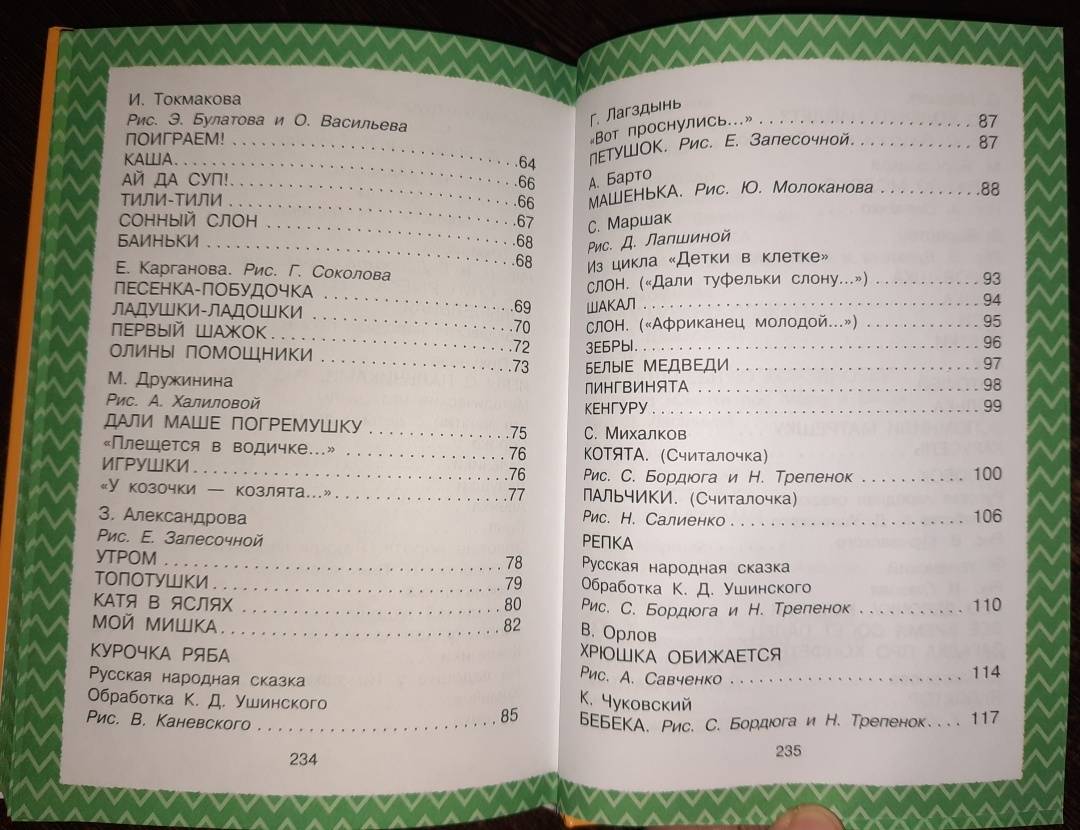 И. Токмакова
Рис. Э. Булатова и О. Васильева
ПОИГРАЕМ! . . . . . . . . . . . . . . . . . . . . . . . . . . . . 64
КАША. . . . . . . . . . . . . . . . . . . . . . . . . . . . . . . . 66
АЙ ДА СУП!. . . . . . . . . . . . . . . . . . . . . . . . . . . . 66
ТИЛИ-ТИЛИ . . . . . . . . . . . . . . . . . . . . . . . . . . . . 67
СОННЫЙ СЛОН . . . . . . . . . . . . . . . . . . . . . . . . . 68
БАИНЬКИ . . . . . . . . . . . . . . . . . . . . . . . . . . . . . 68
Е. Карганова. Рис. Г. Соколова
ПЕСЕНКА-ПОБУДОЧКА . . . . . . . . . . . . . . . . . . . 69
ЛАДУШКИ-ЛАДОШКИ . . . . . . . . . . . . . . . . . . . . 70
ПЕРВЫЙ ШАЖОК. . . . . . . . . . . . . . . . . . . . . . . . 72
ОЛИНЫ ПОМОЩНИКИ . . . . . . . . . . . . . . . . . . . 73
М. Дружинина
Рис. А. Халиловой
ДАЛИ МАШЕ ПОГРЕМУШКУ . . . . . . . . . . . . . . 75
«Плещется в водичке...» . . . . . . . . . . . . . . . . . 76
ИГРУШКИ. . . . . . . . . . . . . . . . . . . . . . . . . . . . . 76
«У козочки — козлята...». . . . . . . . . . . . . . . . . 77
З. Александрова
Рис. Е. Запесочной
УТРОМ . . . . . . . . . . . . . . . . . . . . . . . . . . . . . . 78
ТОПОТУШКИ. . . . . . . . . . . . . . . . . . . . . . . . . . . 79
КАТЯ В ЯСЛЯХ . . . . . . . . . . . . . . . . . . . . . . . . 80
МОЙ МИШКА. . . . . . . . . . . . . . . . . . . . . . . . . . 82
КУРОЧКА РЯБА
Русская народная сказка
Обработка К. Д. Ушинского
Рис. В. Каневского . . . . . . . . . . . . . . . . . . . . . 85
234
Г. Лагздынь
«Вот проснулись...» . . . . . . . . . . . . . . . . . . . . 87
ПЕТУШОК. Рис. Е. Запесочной. . . . . . . . . . . . 87
А. Барто
МАШЕНЬКА. Рис. Ю. Молоканова . . . . . . . . . . 88
С. Маршак
Рис. Д. Лапшиной
Из цикла «Детки в клетке»
СЛОН. («Дали туфельки слону...») . . . . . . . . . . 93
ШАКАЛ . . . . . . . . . . . . . . . . . . . . . . . . . . . . . . 94
СЛОН. («Африканец молодой...») . . . . . . . . . . . 95
ЗЕБРЫ. . . . . . . . . . . . . . . . . . . . . . . . . . . . . . . 96
БЕЛЫЕ МЕДВЕДИ . . . . . . . . . . . . . . . . . . . . . . 97
ПИНГВИНЯТА . . . . . . . . . . . . . . . . . . . . . . . . . 98
КЕНГУРУ . . . . . . . . . . . . . . . . . . . . . . . . . . . . . 99
С. Михалков
КОТЯТА. (Считалочка)
Рис. С. Бордюга и Н. Трепенок . . . . . . . . . . . 100
ПАЛЬЧИКИ. (Считалочка)
Рис. Н. Салиенко . . . . . . . . . . . . . . . . . . . . . . 106
РЕПКА
Русская народная сказка
Обработка К. Д. Ушинского
Рис. С. Бордюга и Н. Трепенок . . . . . . . . . . . 110
В. Орлов
ХРЮШКА ОБИЖАЕТСЯ
Рис. А. Савченко . . . . . . . . . . . . . . . . . . . . . . 114
К. Чуковский
БЕБЕКА. Рис. С. Бордюга и Н. Трепенок. . . . 117
235